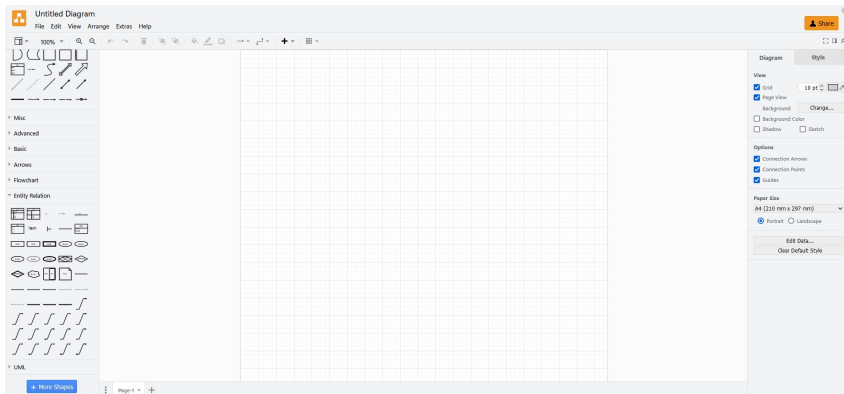 Untitled Diagram
File Edit View Arrange Extras Help
Share
100%
Diagram Style
View
Grid 10 pt
Page View
Background Change...
Background Color
Shadow Sketch
Options
Connection Arrows
Connection Points
Guides
Paper Size
A4 (210 mm x 297 mm)
Portrait Landscape
Edit Data...
Clear Default Style
Misc
Advanced
Basic
Arrows
Flowchart
Entity Relation
UML
+ More Shapes
Page-1